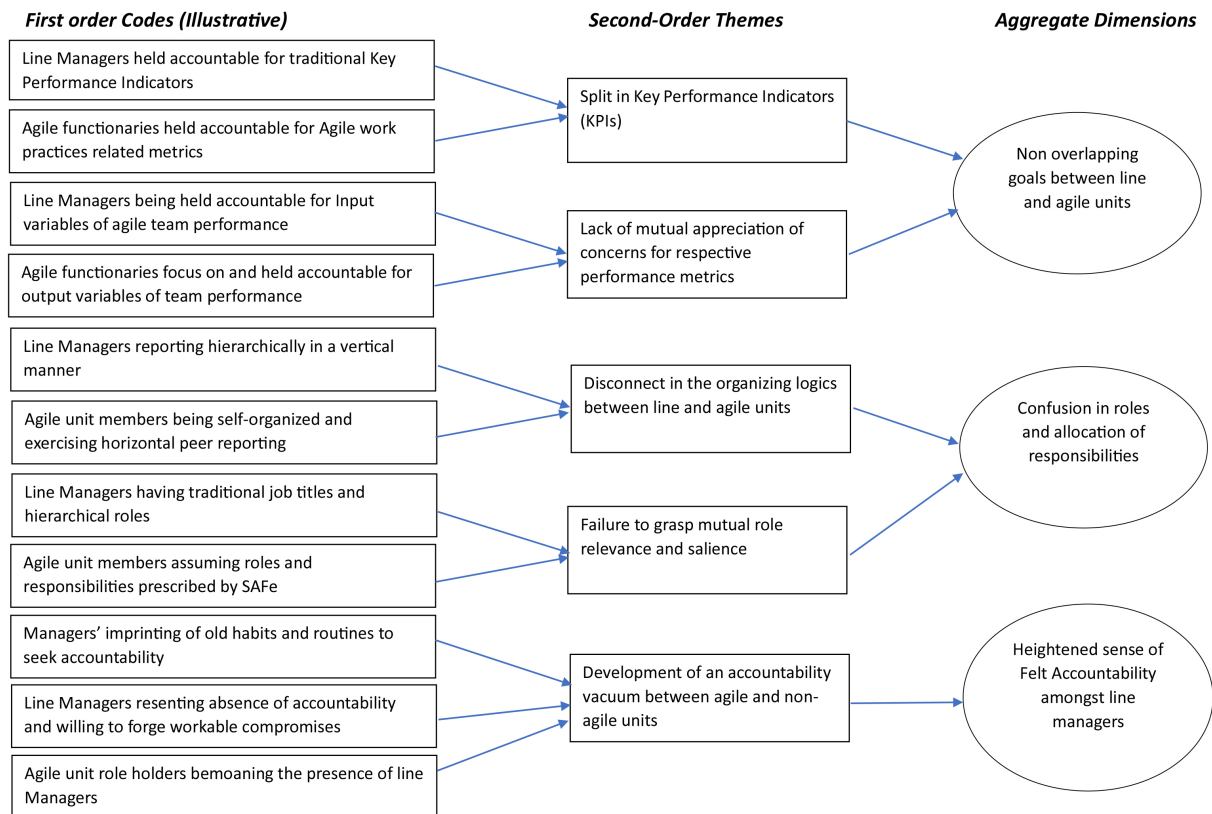 First order Codes (Illustrative)
Second-Order Themes
Aggregate Dimensions
Line Managers held accountable for traditional Key
Performance Indicators
Agile functionaries held accountable for Agile work
practices related metrics
Line Managers being held accountable for Input
variables of agile team performance
Agile functionaries focus on and held accountable for
output variables of team performance
Line Managers reporting hierarchically in a vertical
manner
Agile unit members being self-organized and
exercising horizontal peer reporting
Line Managers having traditional job titles and
hierarchical roles
Agile unit members assuming roles and
responsibilities prescribed by SAFe
Managers’ imprinting of old habits and routines to
seek accountability
Line Managers resenting absence of accountability
and willing to forge workable compromises
Agile unit role holders bemoaning the presence of line
Managers
Split in Key Performance Indicators
(KPIs)
Lack of mutual appreciation of
concerns for respective
performance metrics
Disconnect in the organizing logics
between line and agile units
Failure to grasp mutual role
relevance and salience
Development of an accountability
vacuum between agile and non-
agile units
Non overlapping
goals between line
and agile units
Confusion in roles
and allocation of
responsibilities
Heightened sense of
Felt Accountability
amongst line
managers